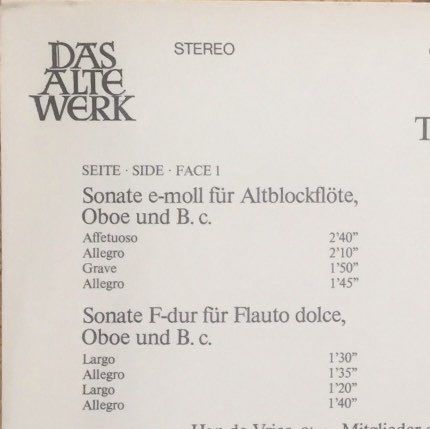 DAS
ALTE
WERK
STEREO
T
SEITE · SIDE · FACE 1
Sonate e-moll für Altblockflöte,
Oboe und B. c.
Affetuoso 2’40”
Allegro 2’10”
Grave 1’50”
Allegro 1’45”
Sonate F-dur für Flauto dolce,
Oboe und B. c.
Largo 1’30”
Allegro 1’35”
Largo 1’20”
Allegro 1’40”
Mitglieder